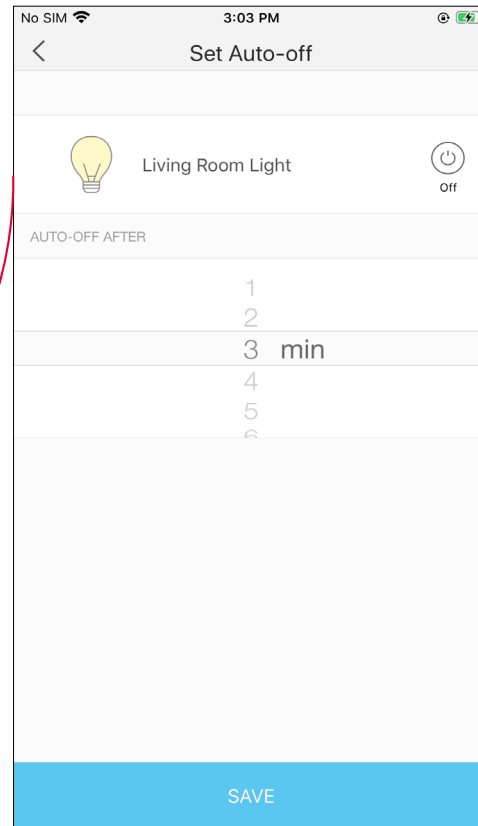 No SIM 3:03 PM
Set Auto-off
Living Room Light
Off
AUTO-OFF AFTER
1
2
3 min
4
5
6
SAVE